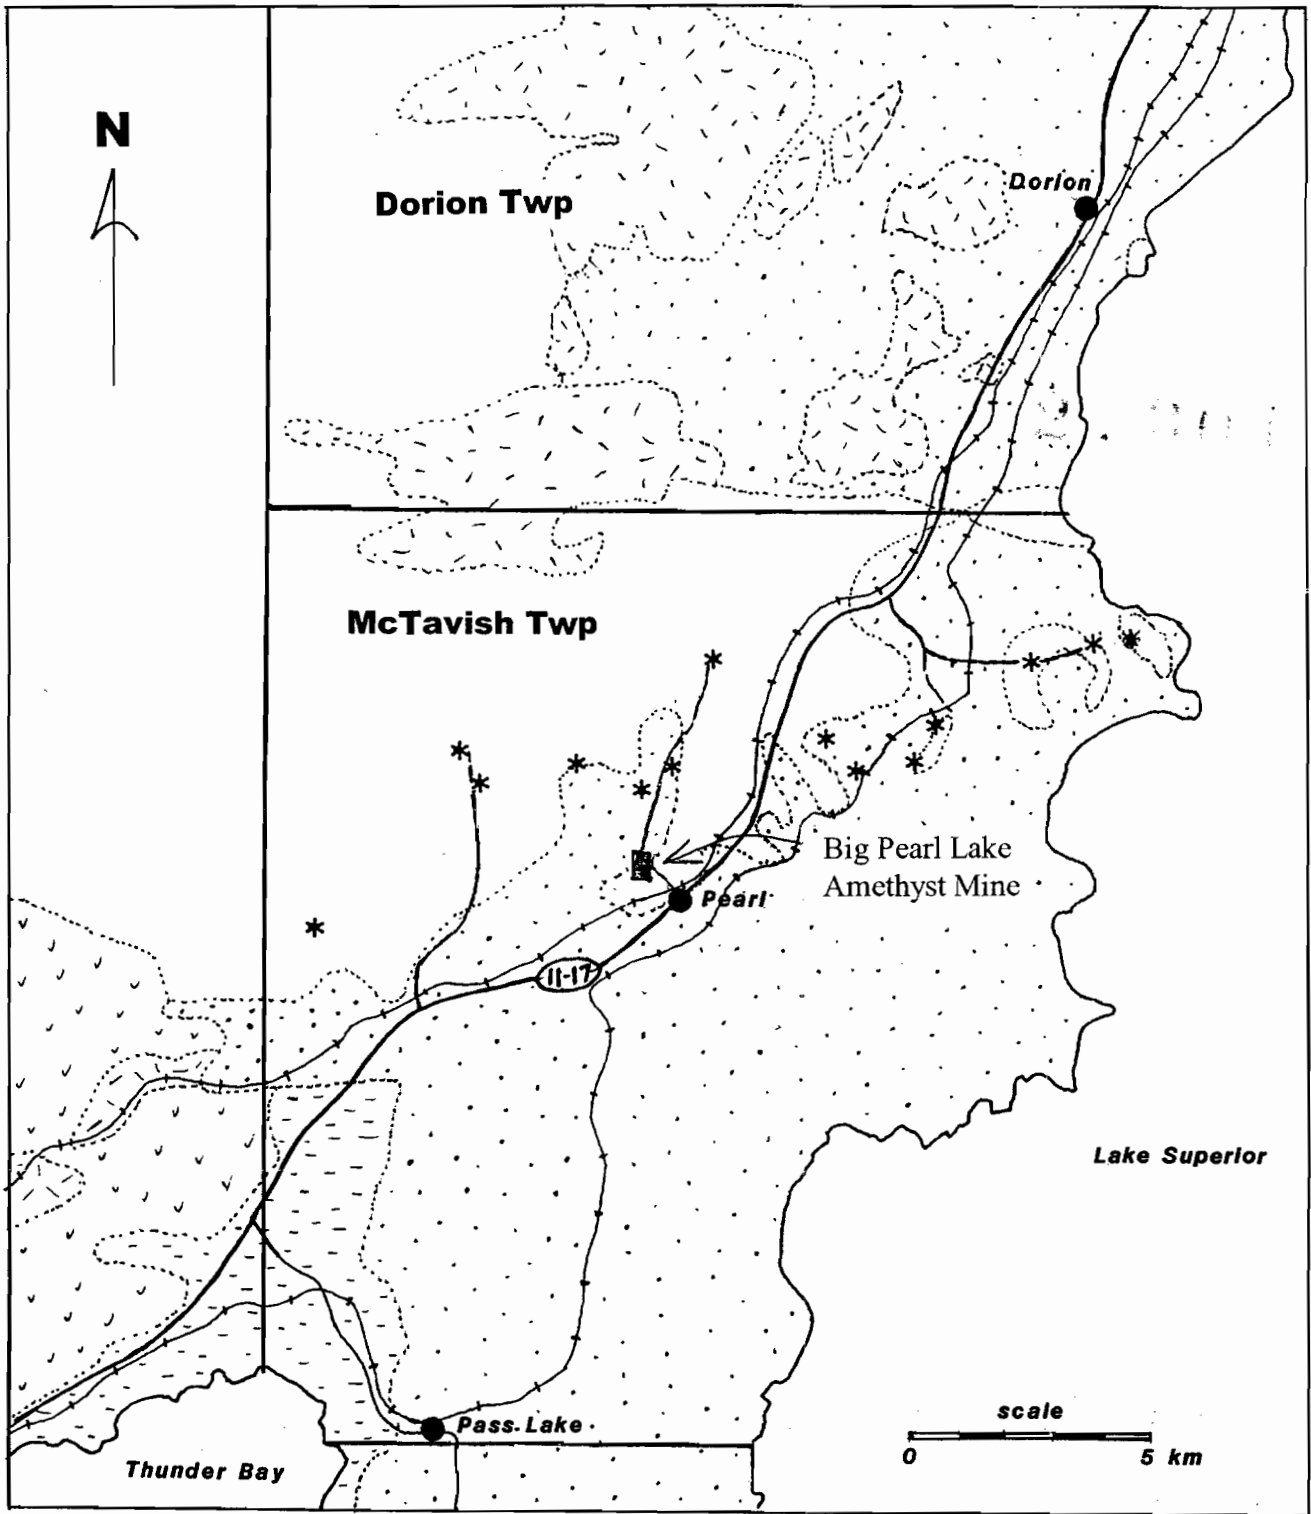 N
Dorion
Dorion Twp
McTavish Twp
Big Pearl Lake
Amethyst Mine
Pearl
11-17
Lake Superior
scale
Pass Lake
0 5 km
Thunder Bay